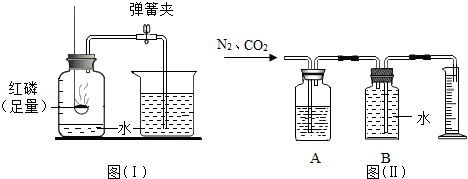 弹簧夹
红磷
(足量)
水
图(Ⅰ)
N₂、CO₂
水
A
B
图(Ⅱ)